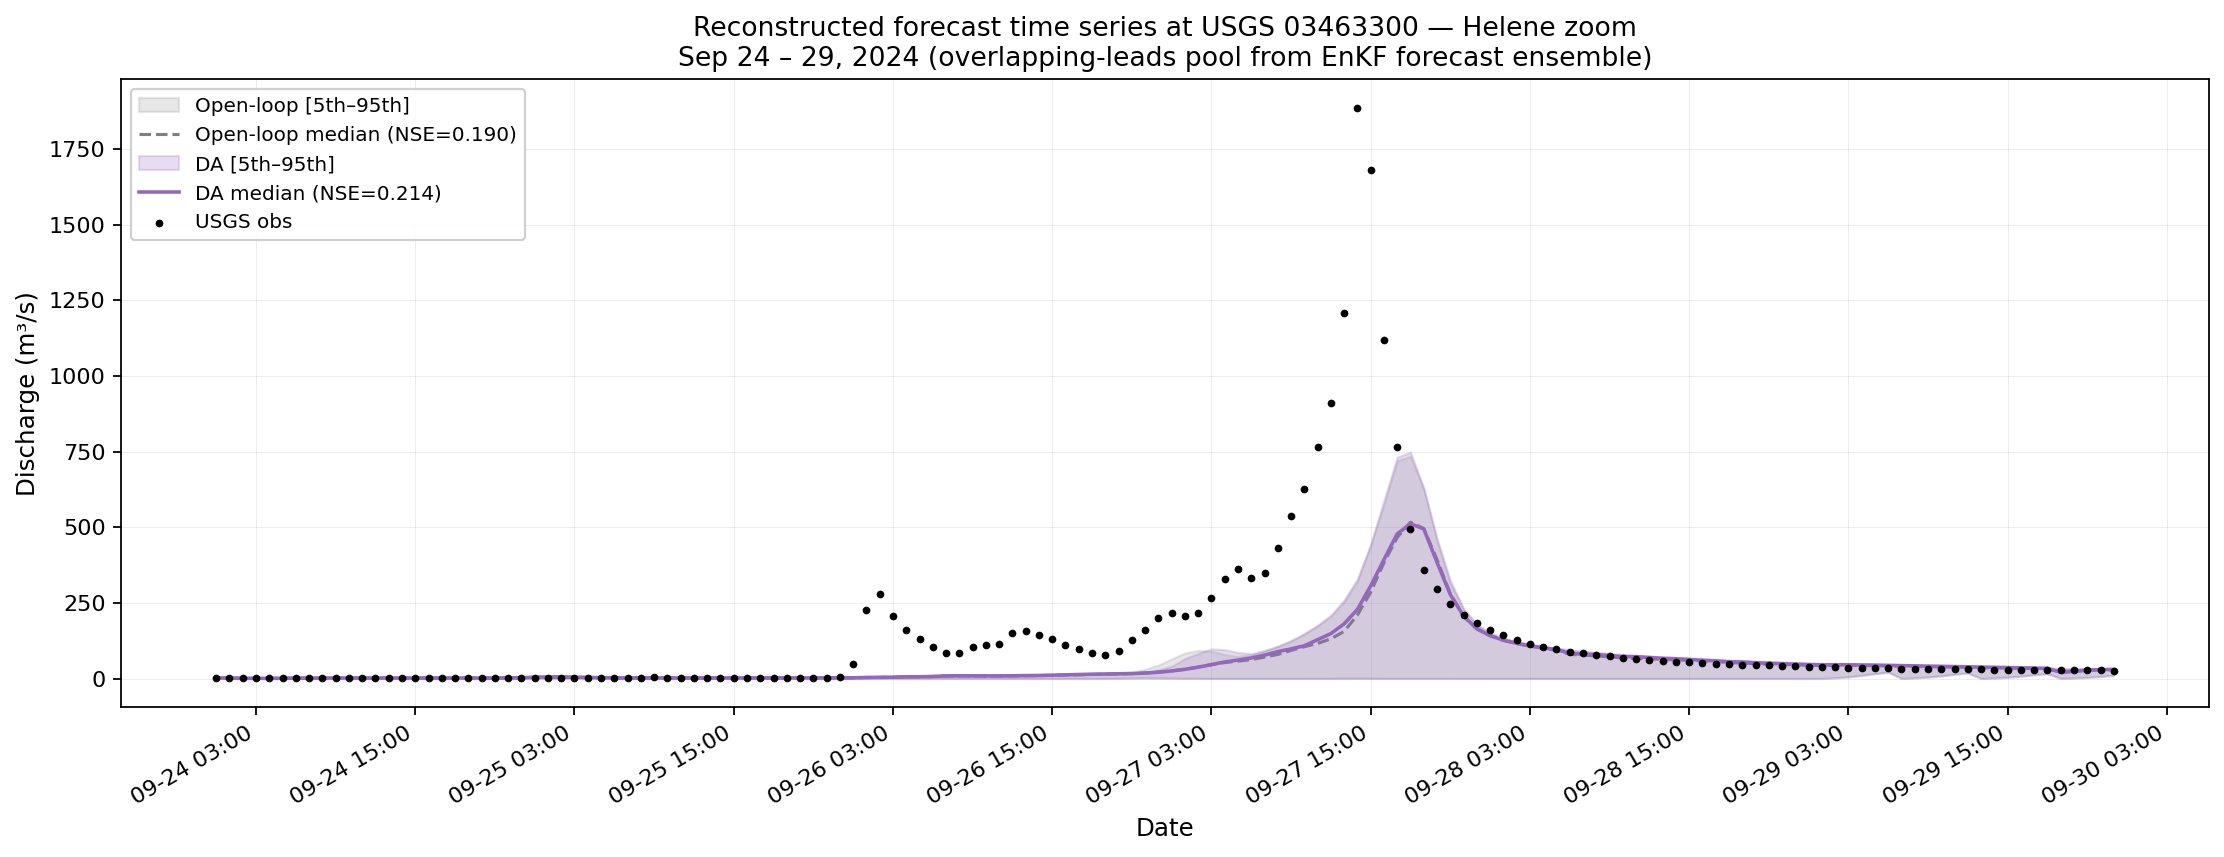 Reconstructed forecast time series at USGS 03463300 — Helene zoom
Sep 24 – 29, 2024 (overlapping-leads pool from EnKF forecast ensemble)
Open-loop [5th–95th]
Open-loop median (NSE=0.190)
DA [5th–95th]
DA median (NSE=0.214)
USGS obs
Discharge (m³/s)
1750
1500
1250
1000
750
500
250
0
09-24 03:00
09-24 15:00
09-25 03:00
09-25 15:00
09-26 03:00
09-26 15:00
09-27 03:00
09-27 15:00
09-28 03:00
09-28 15:00
09-29 03:00
09-29 15:00
09-30 03:00
Date